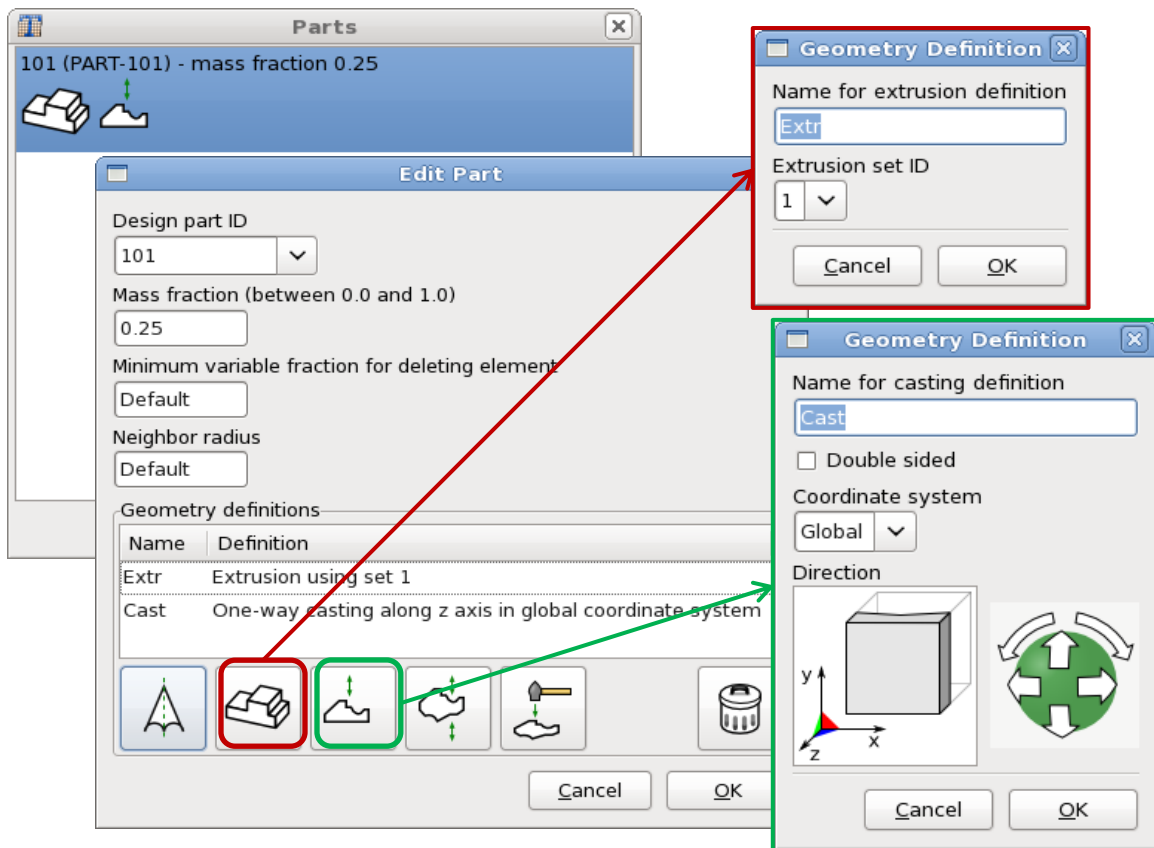 Parts
101 (PART-101) - mass fraction 0.25
Edit Part
Design part ID
101
Mass fraction (between 0.0 and 1.0)
0.25
Minimum variable fraction for deleting element
Default
Neighbor radius
Default
Geometry definitions
Name Definition
Extr Extrusion using set 1
Cast One-way casting along z axis in global coordinate system
Cancel OK
Geometry Definition
Name for extrusion definition
Extr
Extrusion set ID
1
Cancel OK
Geometry Definition
Name for casting definition
Cast
Double sided
Coordinate system
Global
Direction
y
x
z
Cancel OK